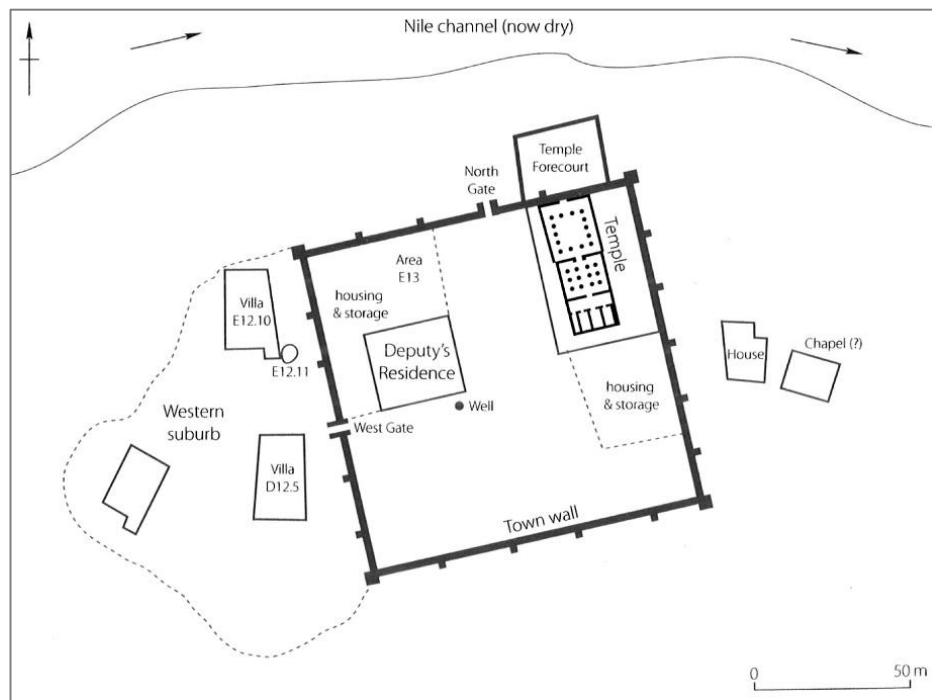 Nile channel (now dry)
Temple
Forecourt
North
Gate
Temple
Area
E13
housing
& storage
Villa
E12.10
E12.11
Deputy's
Residence
House
Chapel (?)
housing
& storage
Well
West Gate
Western
suburb
Villa
D12.5
Town wall
0
50 m